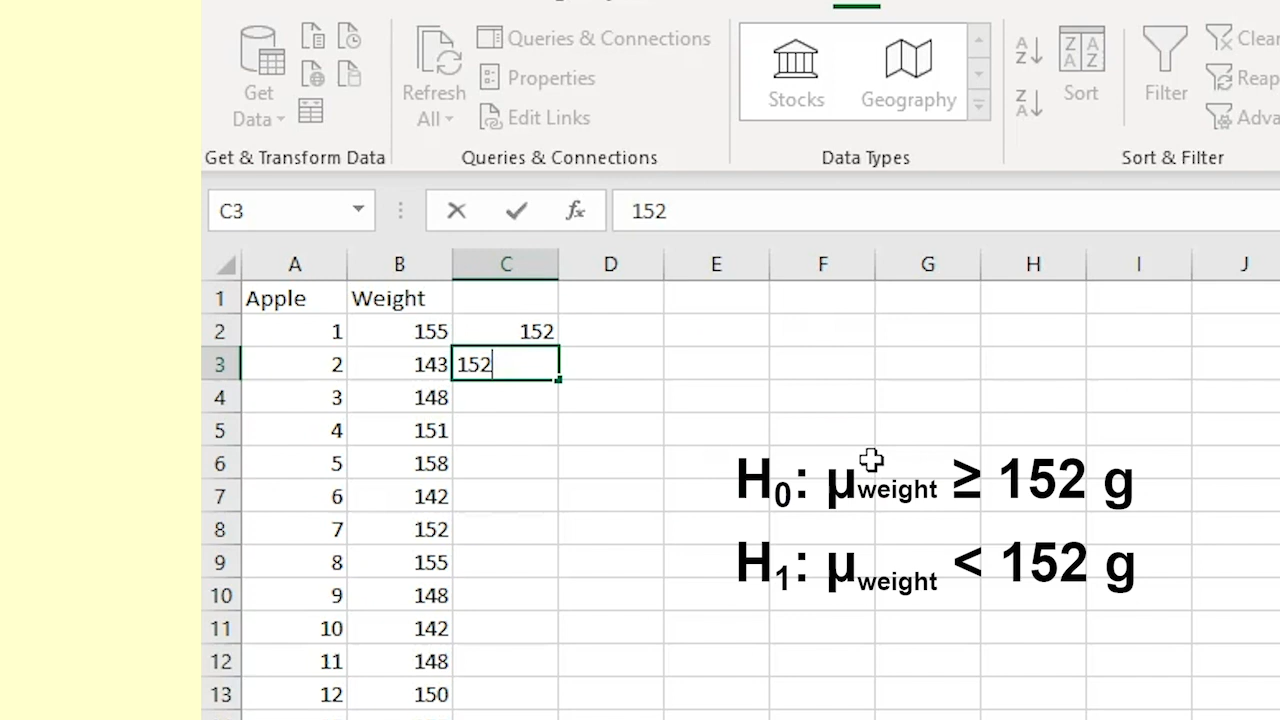 Get Data
Refresh All
Queries & Connections
Properties
Edit Links
Stocks
Geography
A Z
Z A
Z A A Z
Sort
Filter
Clear
Reap
Adva
Get & Transform Data
Queries & Connections
Data Types
Sort & Filter
C3
fx
152
A B C D E F G H I J
1 Apple Weight
2 1 155 152
3 2 143 152
4 3 148
5 4 151
6 5 158
7 6 142
8 7 152
9 8 155
10 9 148
11 10 142
12 11 148
13 12 150
H₀: μweight ≥ 152 g
H₁: μweight < 152 g